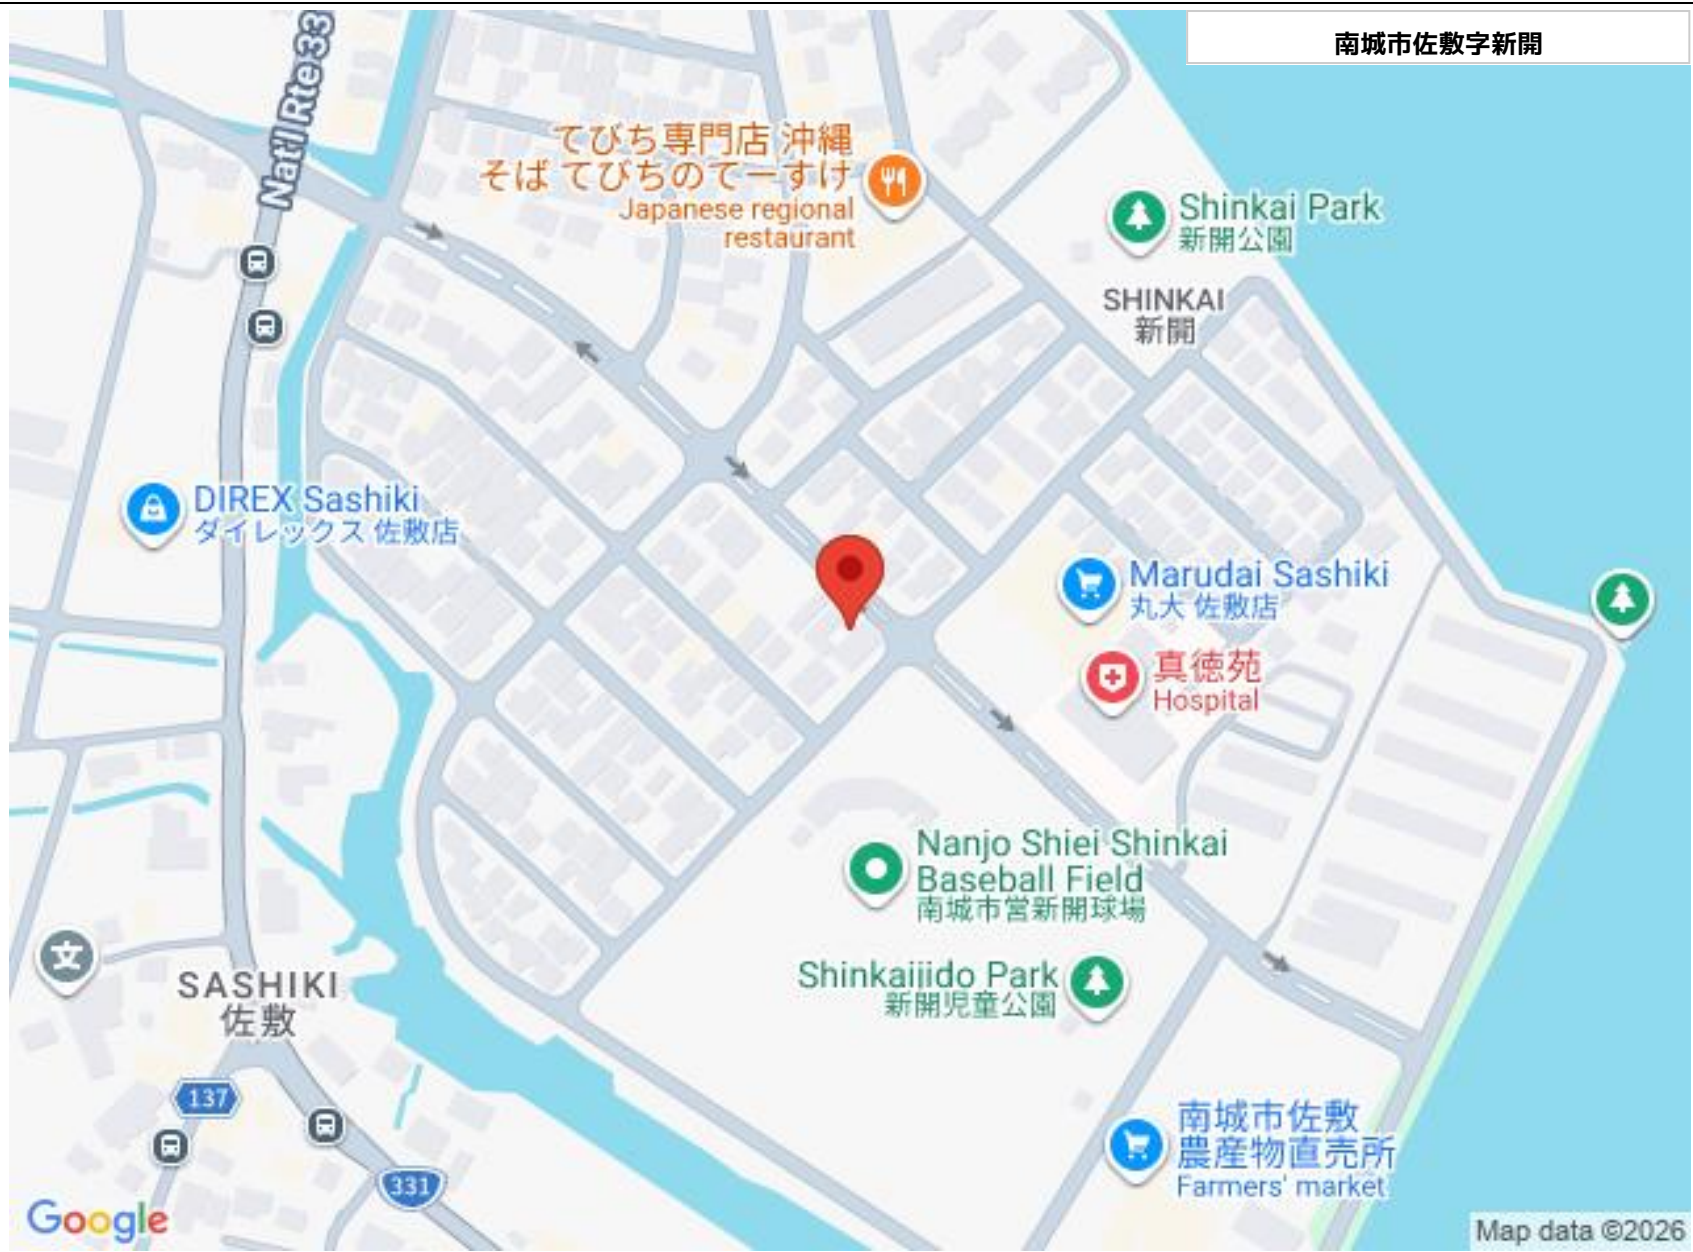 南城市佐敷字新開
Nat'l Rte 33
てびち専門店 沖縄
そば てびちのてーすけ
Japanese regional
restaurant
Shinkai Park
新開公園
SHINKAI
新開
DIREX Sashiki
ダイレックス 佐敷店
Marudai Sashiki
丸大 佐敷店
真徳苑
Hospital
Nanjo Shiei Shinkai
Baseball Field
南城市営新開球場
文
SASHIKI
佐敷
Shinkaijido Park
新開児童公園
137
331
南城市佐敷
農産物直売所
Farmers' market
Google
Map data ©2026